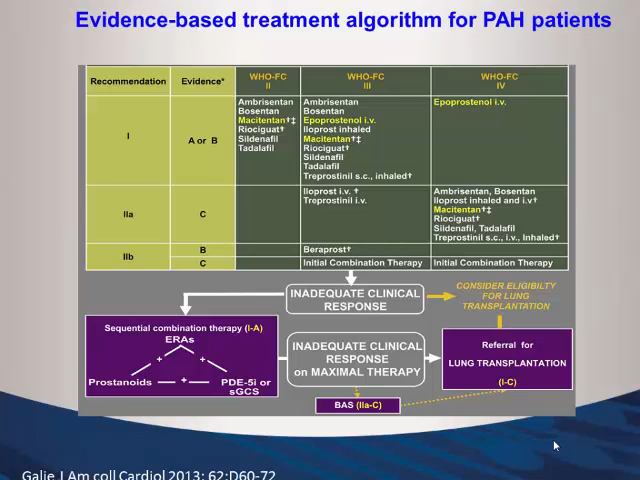 Evidence-based treatment algorithm for PAH patients
Recommendation Evidence* WHO-FC II WHO-FC III WHO-FC IV
I
A or B
Ambrisentan
Bosentan
Macitentan†‡
Riociguat†
Sildenafil
Tadalafil
Ambrisentan
Bosentan
Epoprostenol i.v.
Iloprost inhaled
Macitentan†‡
Riociguat†
Sildenafil
Tadalafil
Treprostinil s.c., inhaled†
Epoprostenol i.v.
IIa
C
Iloprost i.v. †
Treprostinil i.v.
Ambrisentan, Bosentan
Iloprost inhaled and i.v†
Macitentan†‡
Riociguat†
Sildenafil, Tadalafil
Treprostinil s.c., i.v., Inhaled†
IIb
B
Beraprost†
C
Initial Combination Therapy
Initial Combination Therapy
INADEQUATE CLINICAL
RESPONSE
CONSIDER ELIGIBILTY
FOR LUNG
TRANSPLANTATION
Sequential combination therapy (I-A)
ERAs
+ +
Prostanoids + PDE-5i or
sGCS
INADEQUATE CLINICAL
RESPONSE
on MAXIMAL THERAPY
Referral for
LUNG TRANSPLANTATION
(I-C)
BAS (IIa-C)
Galie J Am coll Cardiol 2013; 62:D60-72